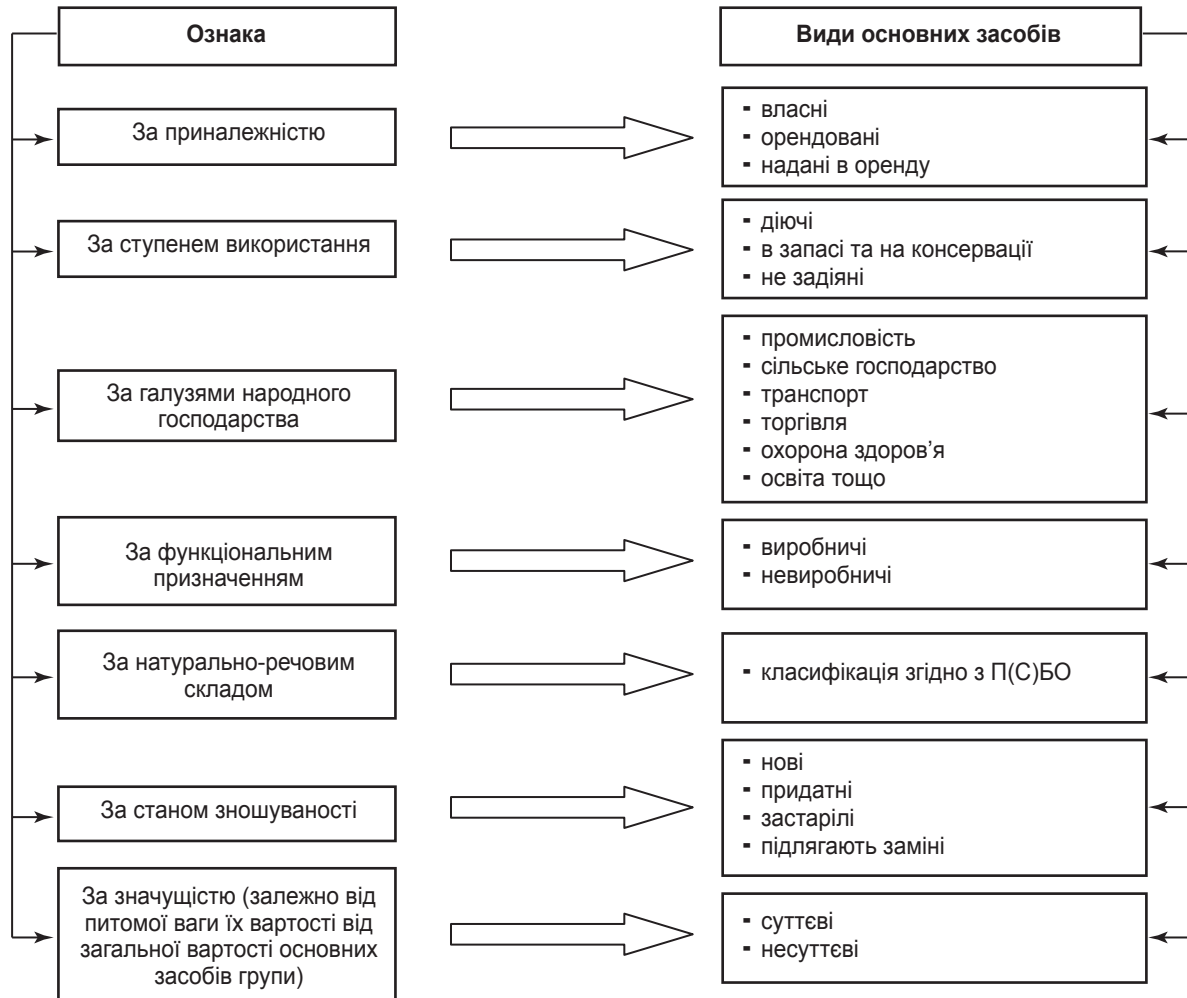 Ознака
Види основних засобів
За приналежністю
- власні
- орендовані
- надані в оренду
За ступенем використання
- діючі
- в запасі та на консервації
- не задіяні
За галузями народного
господарства
- промисловість
- сільське господарство
- транспорт
- торгівля
- охорона здоров’я
- освіта тощо
За функціональним
призначенням
- виробничі
- невиробничі
За натурально-речовим
складом
- класифікація згідно з П(С)БО
За станом зношуваності
- нові
- придатні
- застарілі
- підлягають заміні
За значущістю (залежно від
питомої ваги їх вартості від
загальної вартості основних
засобів групи)
- суттєві
- несуттєві